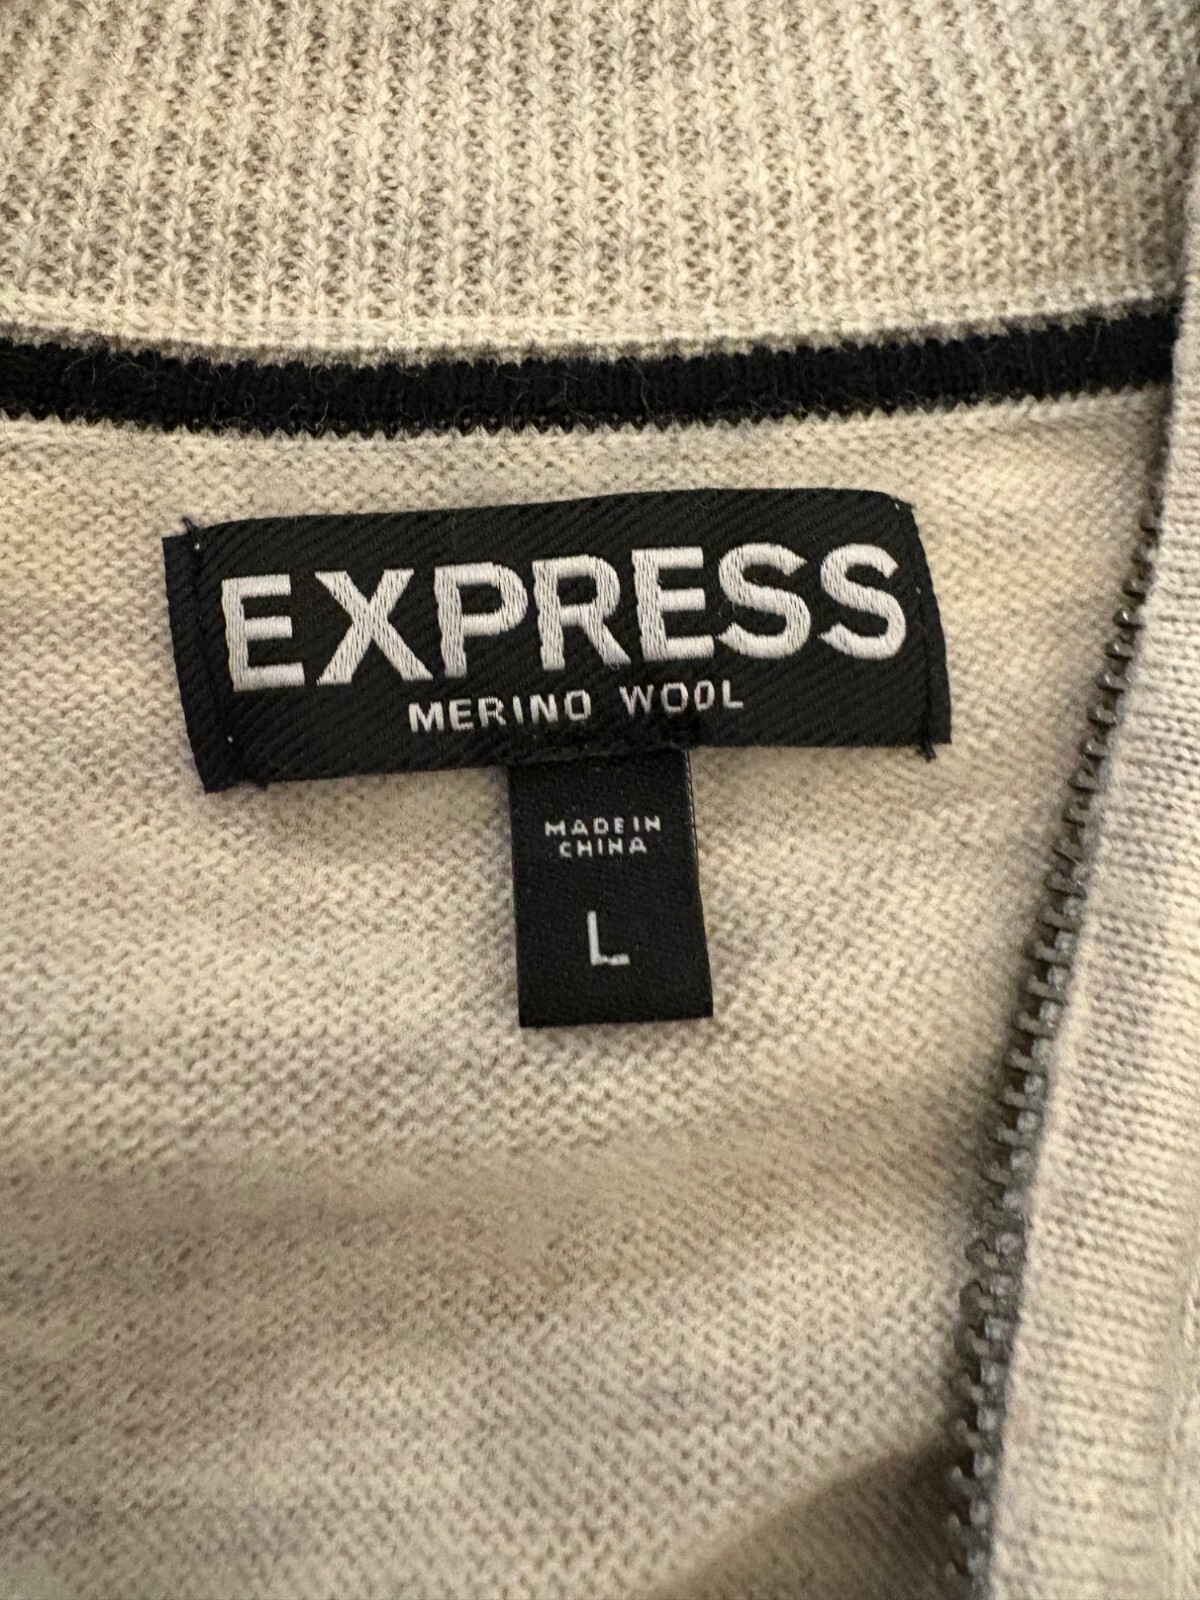 EXPRESS
MERINO WOOL
MADE IN
CHINA
L